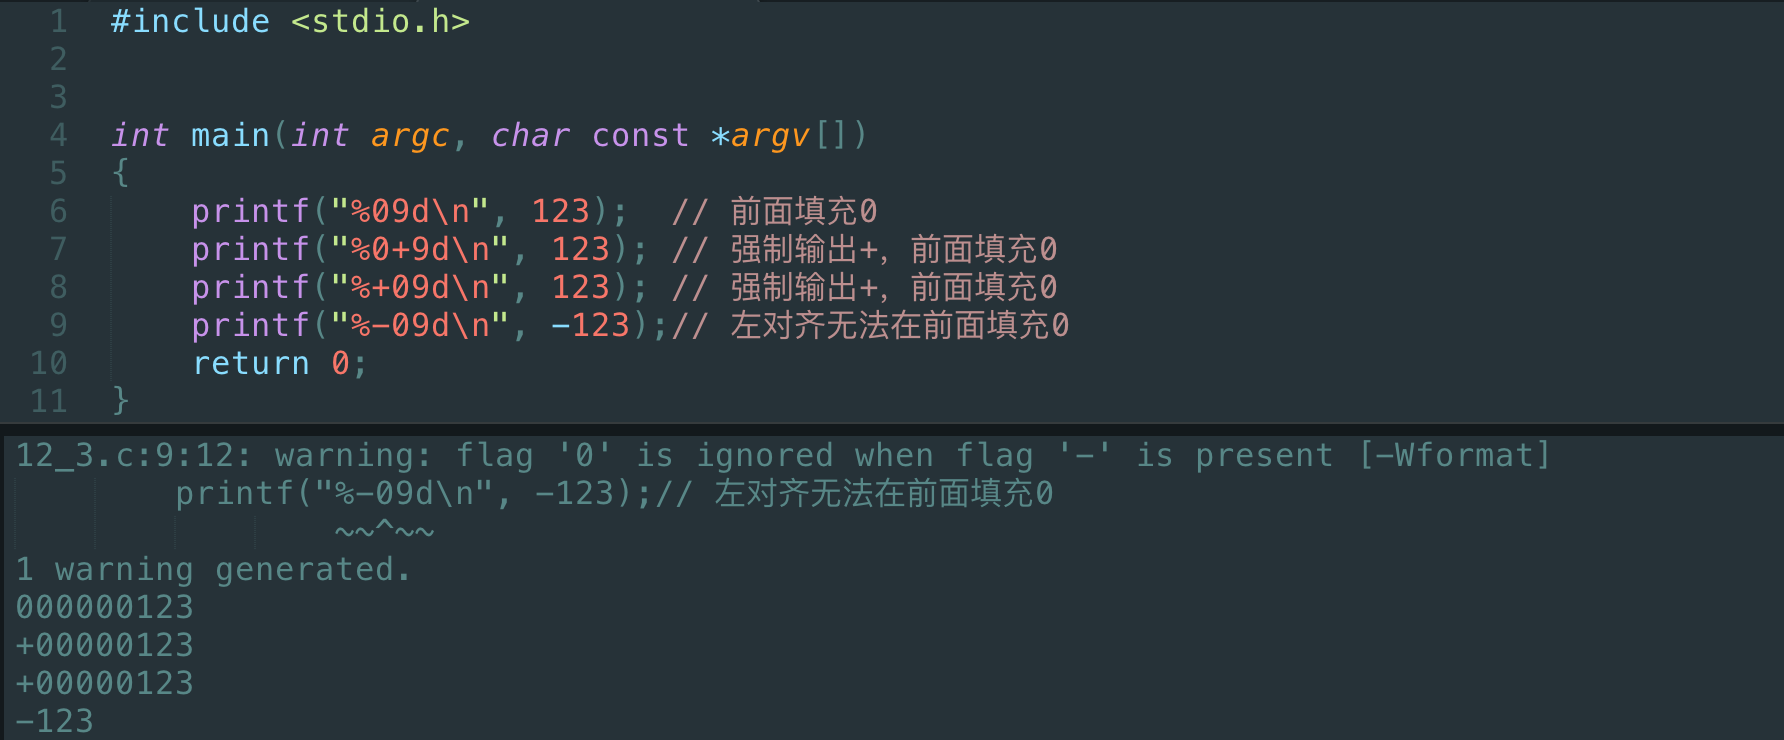 1 #include <stdio.h>
2
3
4 int main(int argc, char const *argv[])
5 {
6     printf("%09d\n", 123);  // 前面填充0
7     printf("%0+9d\n", 123); // 强制输出+，前面填充0
8     printf("%+09d\n", 123); // 强制输出+，前面填充0
9     printf("%-09d\n", -123);// 左对齐无法在前面填充0
10     return 0;
11 }
12_3.c:9:12: warning: flag '0' is ignored when flag '-' is present [-Wformat]
        printf("%-09d\n", -123);// 左对齐无法在前面填充0
                ~~^~~
1 warning generated.
000000123
+00000123
+00000123
-123